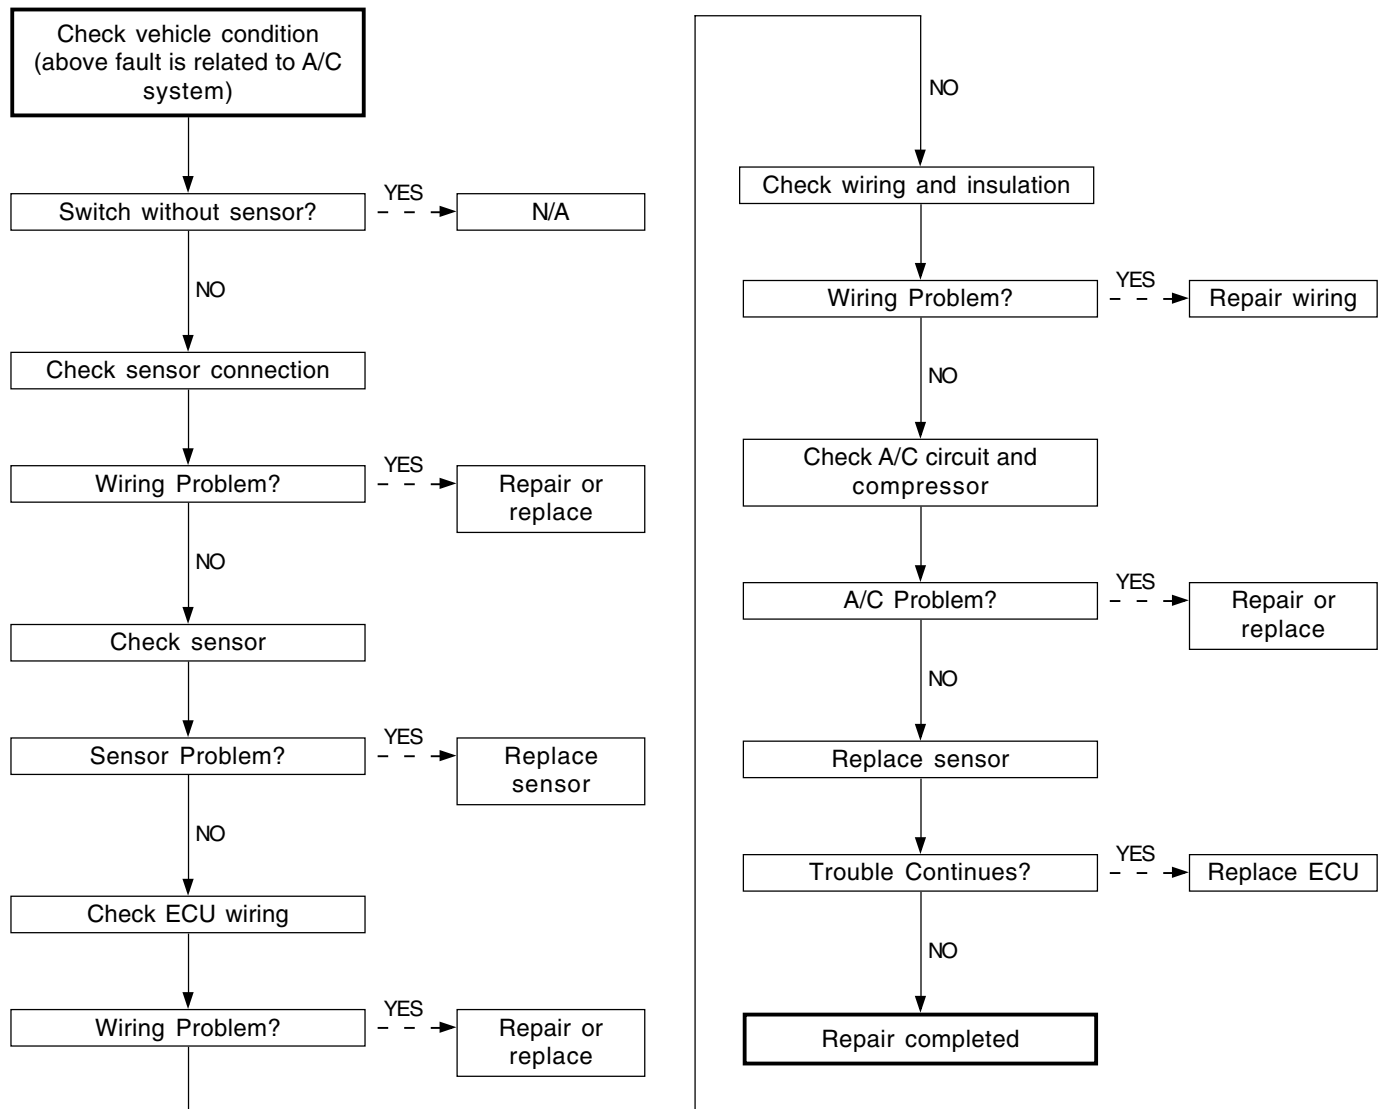 Check vehicle condition
(above fault is related to A/C
system)
Switch without sensor?
YES
N/A
NO
Check sensor connection
Wiring Problem?
YES
Repair or
replace
NO
Check sensor
Sensor Problem?
YES
Replace
sensor
NO
Check ECU wiring
Wiring Problem?
YES
Repair or
replace
NO
Check wiring and insulation
Wiring Problem?
YES
Repair wiring
NO
Check A/C circuit and
compressor
A/C Problem?
YES
Repair or
replace
NO
Replace sensor
Trouble Continues?
YES
Replace ECU
NO
Repair completed